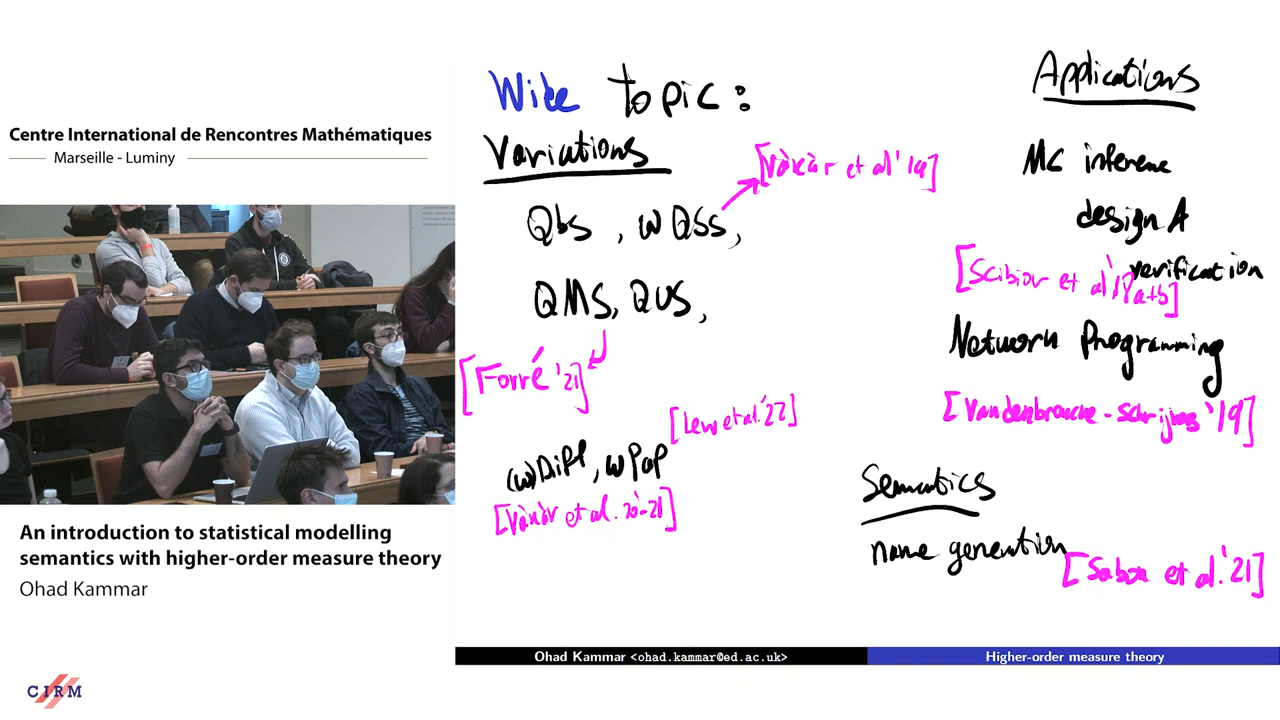 Centre International de Rencontres Mathématiques
Marseille - Luminy
An introduction to statistical modelling
semantics with higher-order measure theory
Ohad Kammar
CIRM
Wide topic:
Variations
[Vákár et al '19]
Qbs, wQbs,
QMS, QUS,
[Forré '21]
[Lew et al. '22]
(w)Diff, wPap
[Vákár et al. 20-21]
Applications
MC inference
design &
verification
[Scibior et al '17 a+b]
Network Programming
[Vandenbroucke-Schrijvers '19]
Semantics
name generation
[Sabok et al. '21]
Ohad Kammar <ohad.kammar@ed.ac.uk>
Higher-order measure theory